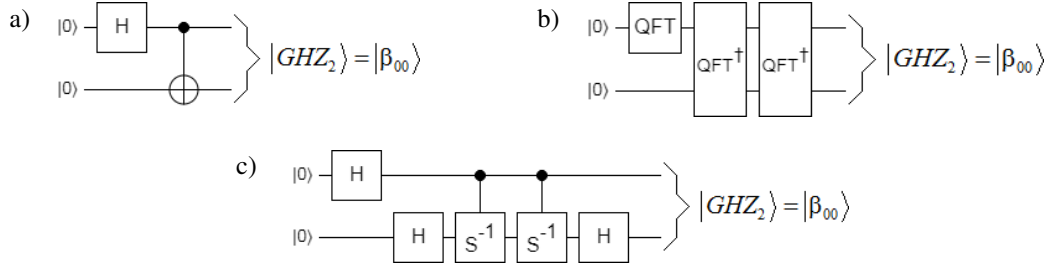 a) |0⟩ H |GHZ₂⟩ = |β₀₀⟩
|0⟩
b) |0⟩ QFT QFT† QFT† |GHZ₂⟩ = |β₀₀⟩
|0⟩
c) |0⟩ H |GHZ₂⟩ = |β₀₀⟩
|0⟩ H S⁻¹ S⁻¹ H